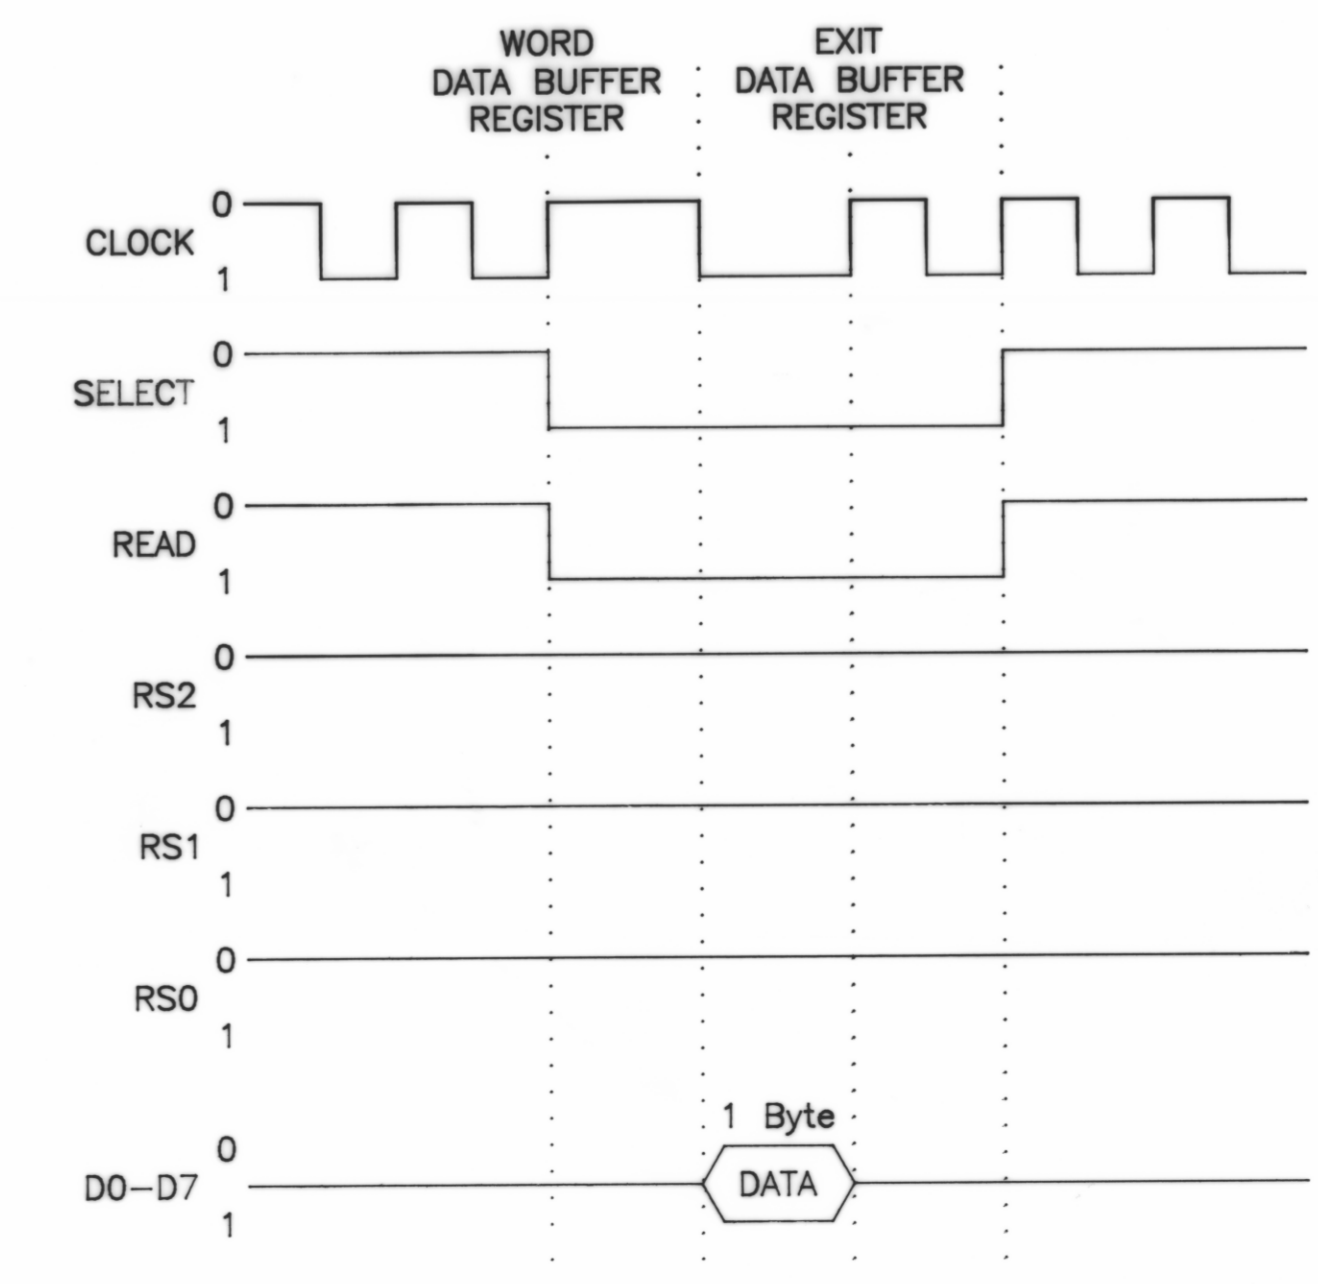 WORD
DATA BUFFER
REGISTER
EXIT
DATA BUFFER
REGISTER
0
CLOCK
1
0
SELECT
1
0
READ
1
0
RS2
1
0
RS1
1
0
RS0
1
1 Byte
0
D0-D7
DATA
1